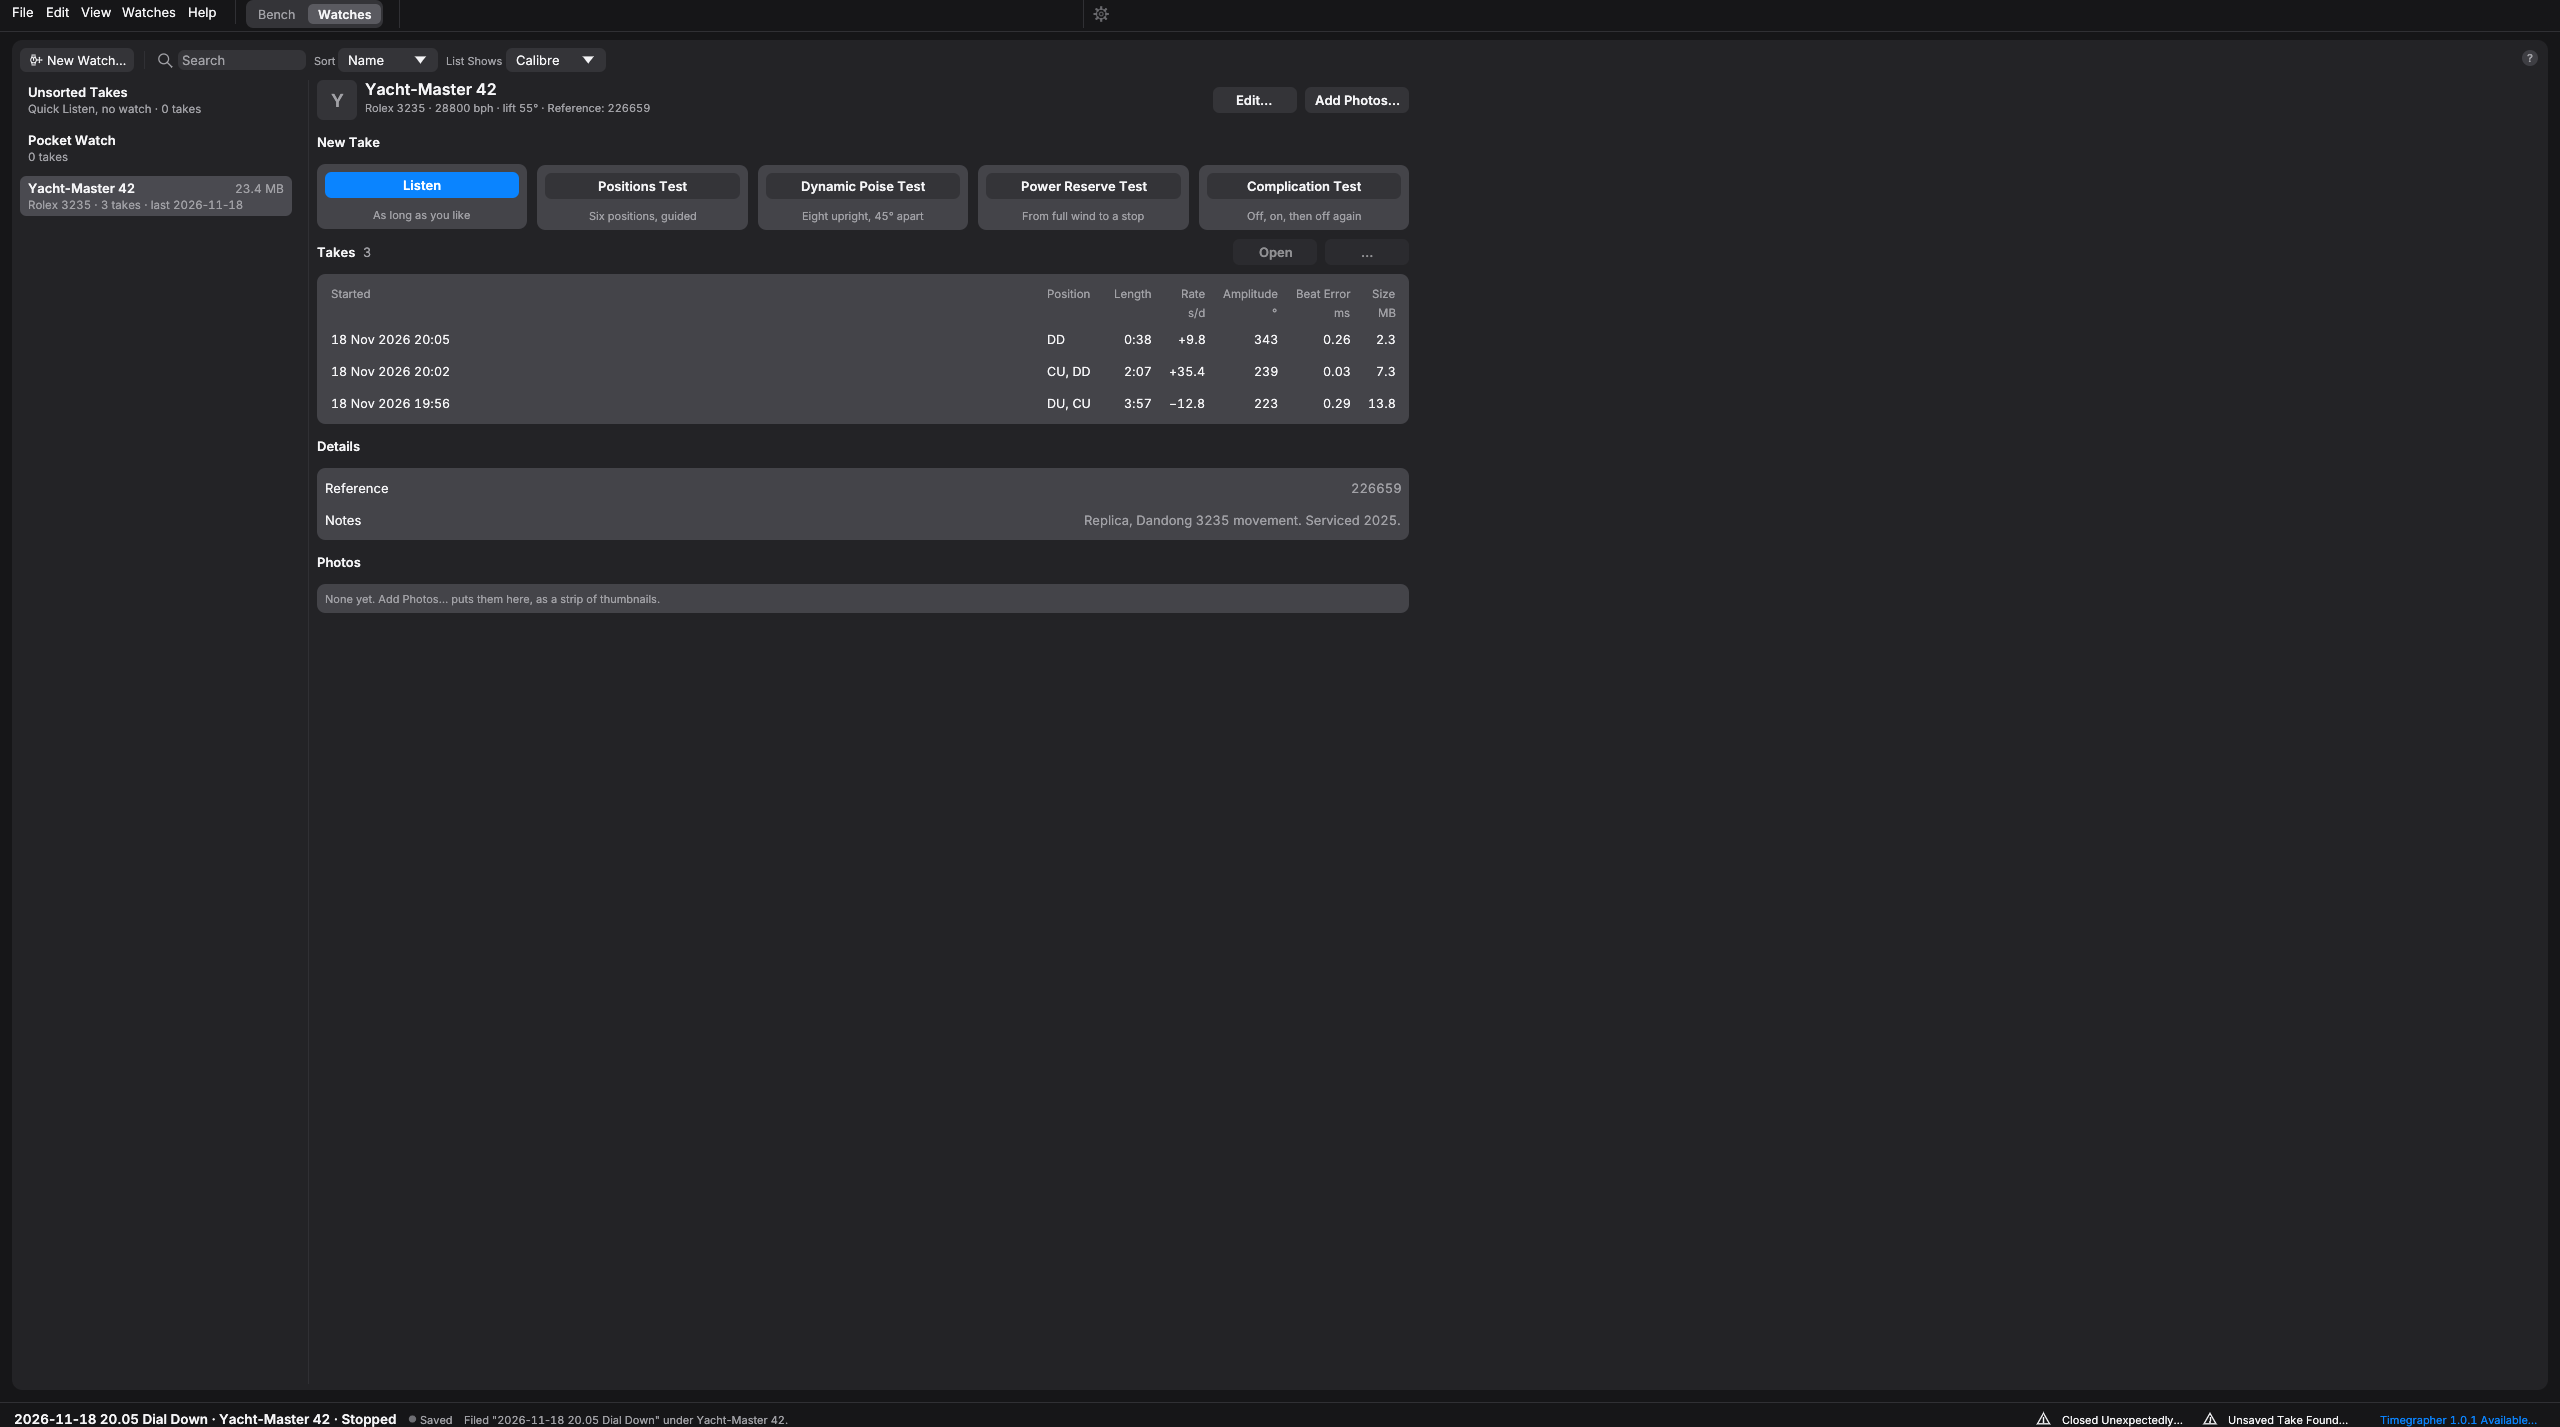 File Edit View Watches Help Bench Watches
New Watch... Search Sort Name List Shows Calibre ?
Unsorted Takes
Quick Listen, no watch · 0 takes
Pocket Watch
0 takes
Yacht-Master 42 23.4 MB
Rolex 3235 · 3 takes · last 2026-11-18
Y
Yacht-Master 42
Rolex 3235 · 28800 bph · lift 55° · Reference: 226659
Edit... Add Photos...
New Take
Listen
As long as you like
Positions Test
Six positions, guided
Dynamic Poise Test
Eight upright, 45° apart
Power Reserve Test
From full wind to a stop
Complication Test
Off, on, then off again
Takes 3 Open ...
Started Position Length Rate Amplitude Beat Error Size
s/d ° ms MB
18 Nov 2026 20:05 DD 0:38 +9.8 343 0.26 2.3
18 Nov 2026 20:02 CU, DD 2:07 +35.4 239 0.03 7.3
18 Nov 2026 19:56 DU, CU 3:57 −12.8 223 0.29 13.8
Details
Reference 226659
Notes Replica, Dandong 3235 movement. Serviced 2025.
Photos
None yet. Add Photos... puts them here, as a strip of thumbnails.
2026-11-18 20.05 Dial Down · Yacht-Master 42 · Stopped Saved Filed "2026-11-18 20.05 Dial Down" under Yacht-Master 42. Closed Unexpectedly... Unsaved Take Found... Timegrapher 1.0.1 Available...